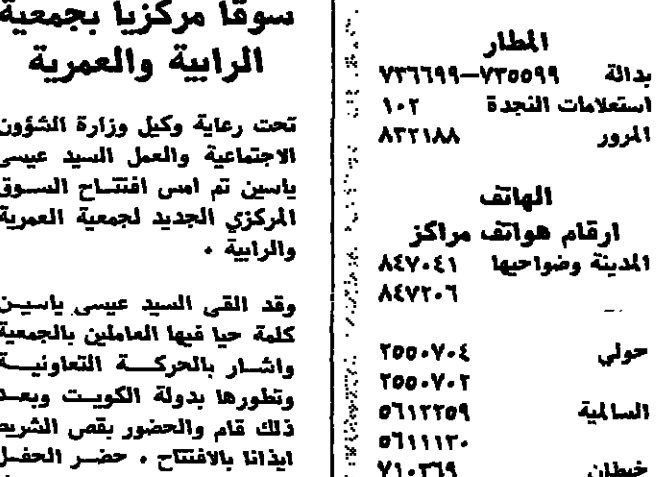 المطار
بدالة ٧٣٥٥٩٩—٧٣٦٦٩٩
استعلامات النجدة ١٠٢
المرور ٨٣٢١٨٨
الهاتف
ارقام هواتف مراكز
المدينة وضواحيها ٨٤٧٠٤١
٨٤٧٢٠٦
حولي ٢٥٥٠٧٠٤
٢٥٥٠٧٠٢
السالمية ٥٦١٢٢٥٩
٥٦١١١٢٠
خيطان ٧١٠٣٦٩
سوقا مركزيا بجمعية
الرابية والعمرية
تحت رعاية وكيل وزارة الشؤون
الاجتماعية والعمل السيد عيسى
ياسين تم امس افتتاح السوق
المركزي الجديد لجمعية العمرية
والرابية ٠
وقد القى السيد عيسى ياسين
كلمة حيا فيها العاملين بالجمعية
واشار بالحركة التعاونية
وتطورها بدولة الكويت وبعد
ذلك قام والحضور بقص الشريط
ايذانا بالافتتاح ٠ حضر الحفل